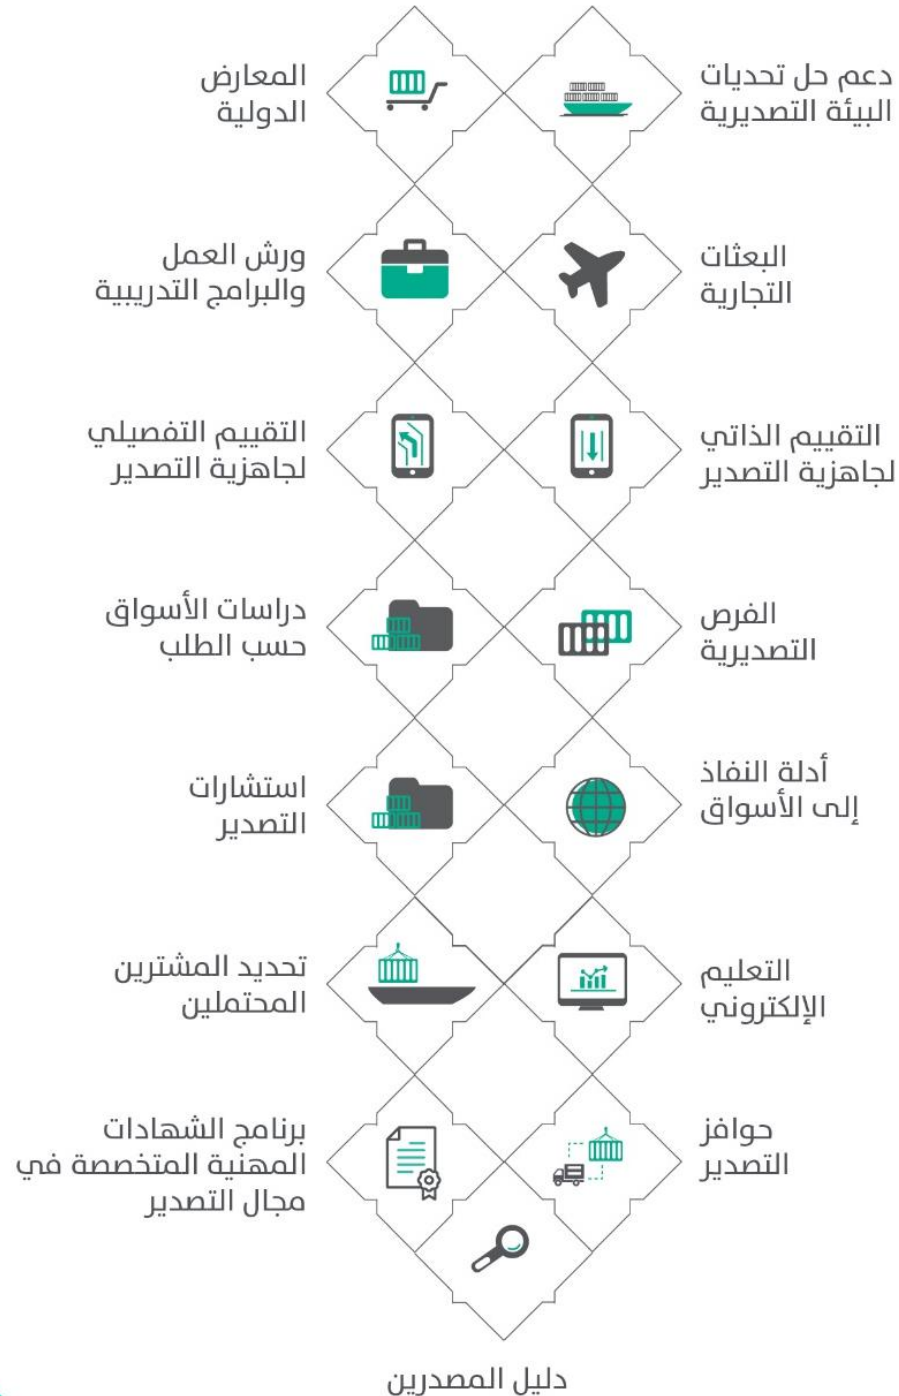 دعم حل تحديات
البيئة التصديرية
المعارض
الدولية
البعثات
التجارية
ورش العمل
والبرامج التدريبية
التقييم الذاتي
لجاهزية التصدير
التقييم التفصيلي
لجاهزية التصدير
الفرص
التصديرية
دراسات الأسواق
حسب الطلب
أدلة النفاذ
إلى الأسواق
استشارات
التصدير
التعليم
الإلكتروني
تحديد المشترين
المحتملين
حوافز
التصدير
برنامج الشهادات
المهنية المتخصصة في
مجال التصدير
دليل المصدرين